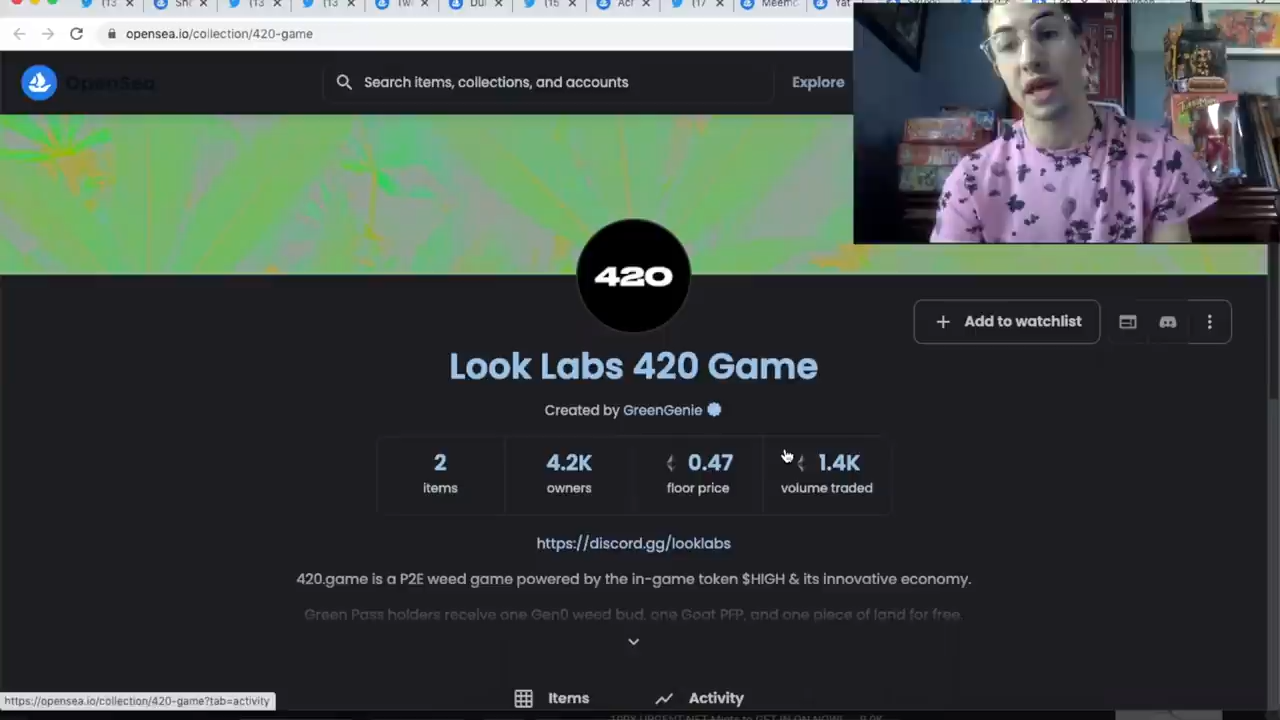 opensea.io/collection/420-game
OpenSea
Search items, collections, and accounts
Explore
420
Add to watchlist
Look Labs 420 Game
Created by GreenGenie
2
items
4.2K
owners
0.47
floor price
1.4K
volume traded
https://discord.gg/looklabs
420.game is a P2E weed game powered by the in-game token $HIGH & its innovative economy.
Green Pass holders receive one Gen0 weed bud, one Goat PFP, and one piece of land for free.
https://opensea.io/collection/420-game?tab=activity
Items
Activity